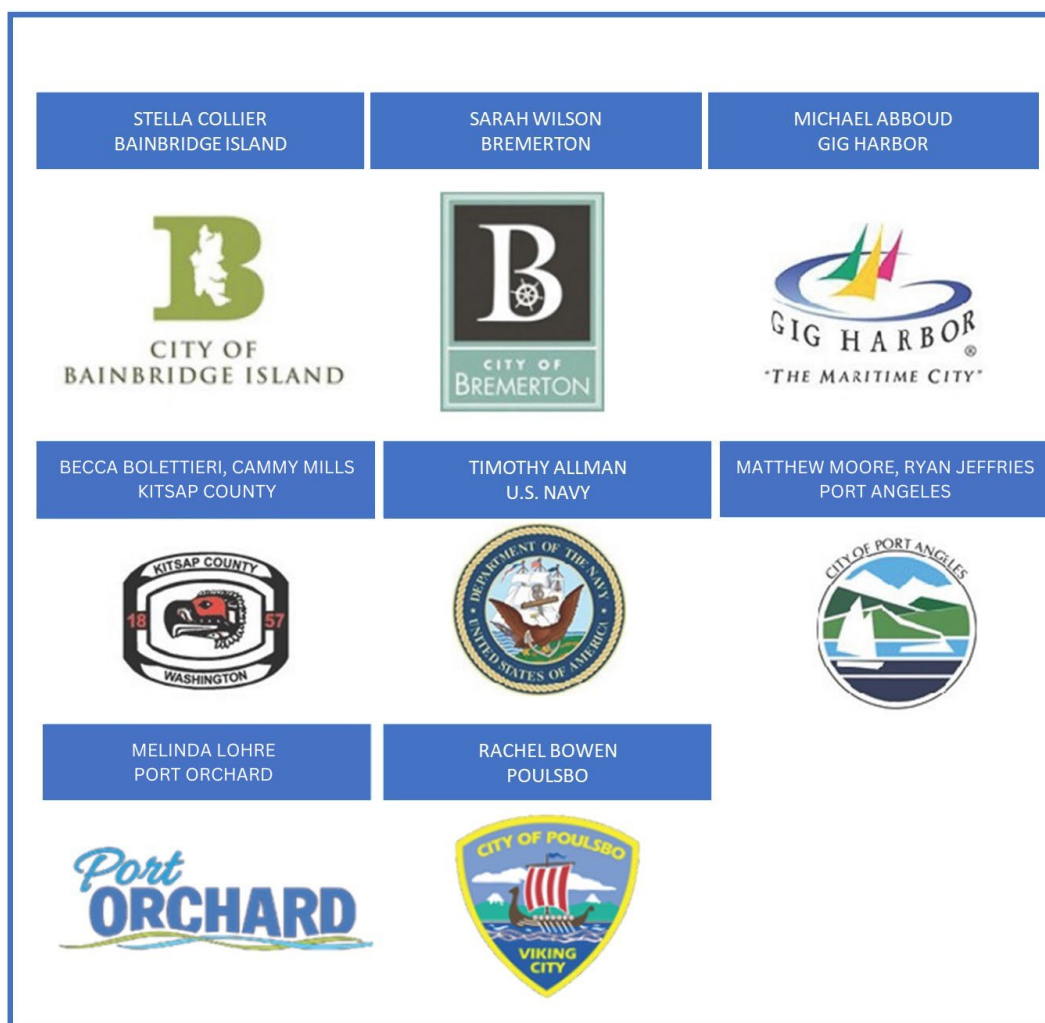 STELLA COLLIER
BAINBRIDGE ISLAND
SARAH WILSON
BREMERTON
MICHAEL ABBOUD
GIG HARBOR
B
CITY OF
BAINBRIDGE ISLAND
B
CITY OF
BREMERTON
GIG HARBOR
®
"THE MARITIME CITY"
BECCA BOLETTIERI, CAMMY MILLS
KITSAP COUNTY
TIMOTHY ALLMAN
U.S. NAVY
MATTHEW MOORE, RYAN JEFFRIES
PORT ANGELES
KITSAP COUNTY
18 57
WASHINGTON
DEPARTMENT OF THE NAVY
UNITED STATES OF AMERICA
CITY OF PORT ANGELES
MELINDA LOHRE
PORT ORCHARD
RACHEL BOWEN
POULSBO
Port
ORCHARD
CITY OF POULSBO
VIKING
CITY